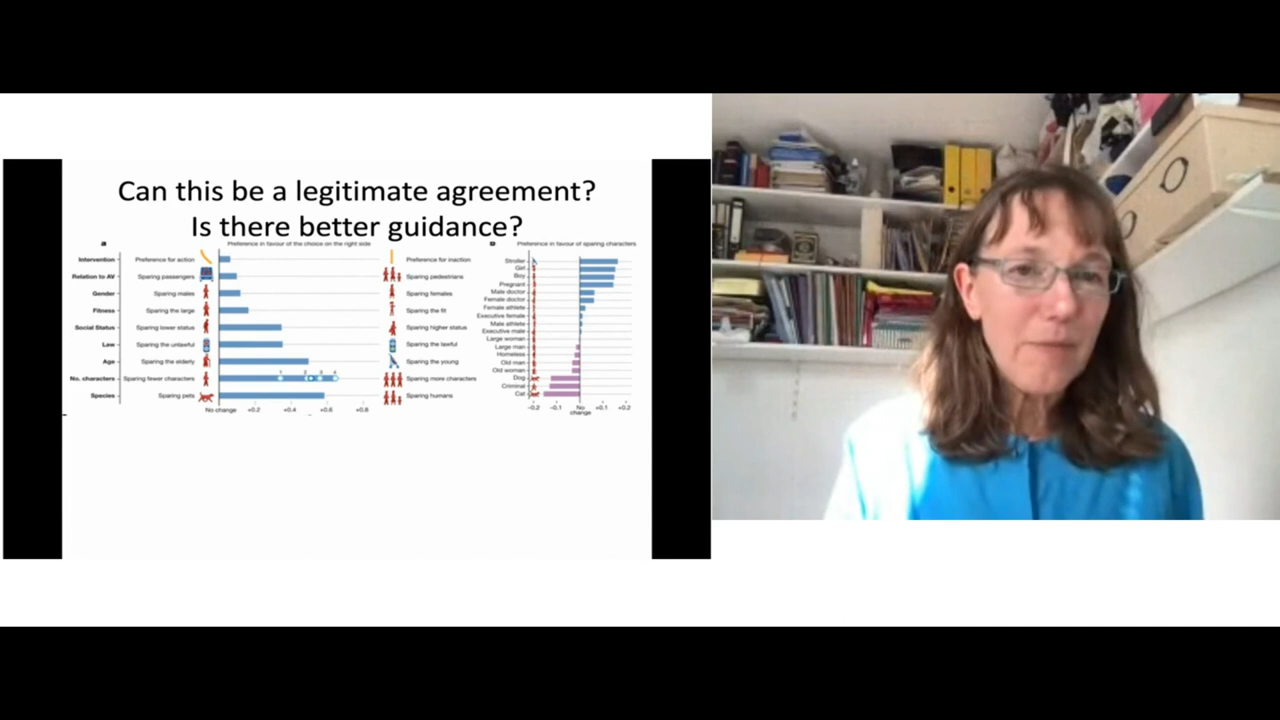 Can this be a legitimate agreement?
Is there better guidance?
a
Preference in favour of the choice on the right side
Intervention Preference for action Preference for inaction
Relation to AV Sparing passengers Sparing pedestrians
Gender Sparing males Sparing females
Fitness Sparing the large Sparing the fit
Social Status Sparing lower status Sparing higher status
Law Sparing the unlawful Sparing the lawful
Age Sparing the elderly Sparing the young
1 2 3 4
No. characters Sparing fewer characters Sparing more characters
Species Sparing pets Sparing humans
No change +0.2 +0.4 +0.6 +0.8
b
Preference in favour of sparing characters
Stroller
Girl
Boy
Pregnant
Male doctor
Female doctor
Female athlete
Executive female
Male athlete
Executive male
Large woman
Large man
Homeless
Old man
Old woman
Dog
Criminal
Cat
−0.2 −0.1 No +0.1 +0.2
change